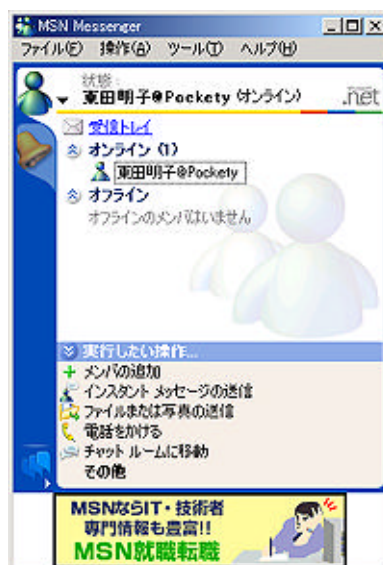 MSN Messenger
ファイル(F) 操作(A) ツール(T) ヘルプ(H)
状態:
東田明子@Pockety (オンライン)
.net
受信トレイ
オンライン (1)
東田明子@Pockety
オフライン
オフラインのメンバはいません
実行したい操作...
メンバの追加
インスタント メッセージの送信
ファイルまたは写真の送信
電話をかける
チャット ルームに移動
その他
MSNならIT・技術者
専門情報も豊富!!
MSN就職転職